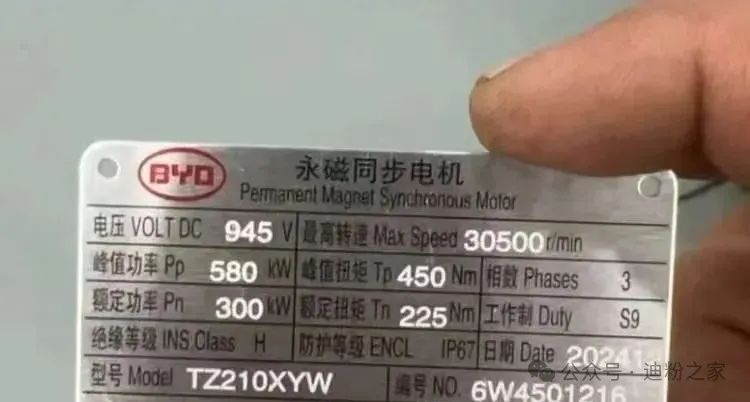 BYD 永磁同步电机
Permanent Magnet Synchronous Motor
电压 VOLT DC 945 V 最高转速 Max Speed 30500 r/min
峰值功率 Pp 580 kW 峰值扭矩 Tp 450 Nm 相数 Phases 3
额定功率 Pn 300 kW 额定扭矩 Tn 225 Nm 工作制 Duty S9
绝缘等级 INS.Class H 防护等级 ENCL IP67 日期 Date 20241
型号 Model TZ210XYW 编号 NO. 6W4501216
公众号·迪粉之家